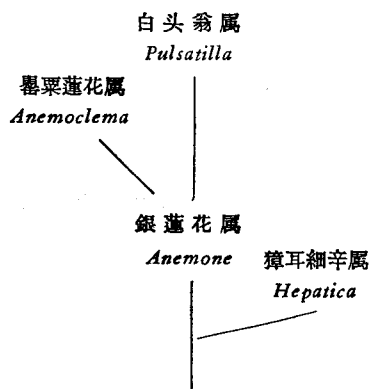 白头翁属
Pulsatilla
罂粟蓮花属
Anemoclema
銀蓮花属
Anemone
獐耳細辛属
Hepatica